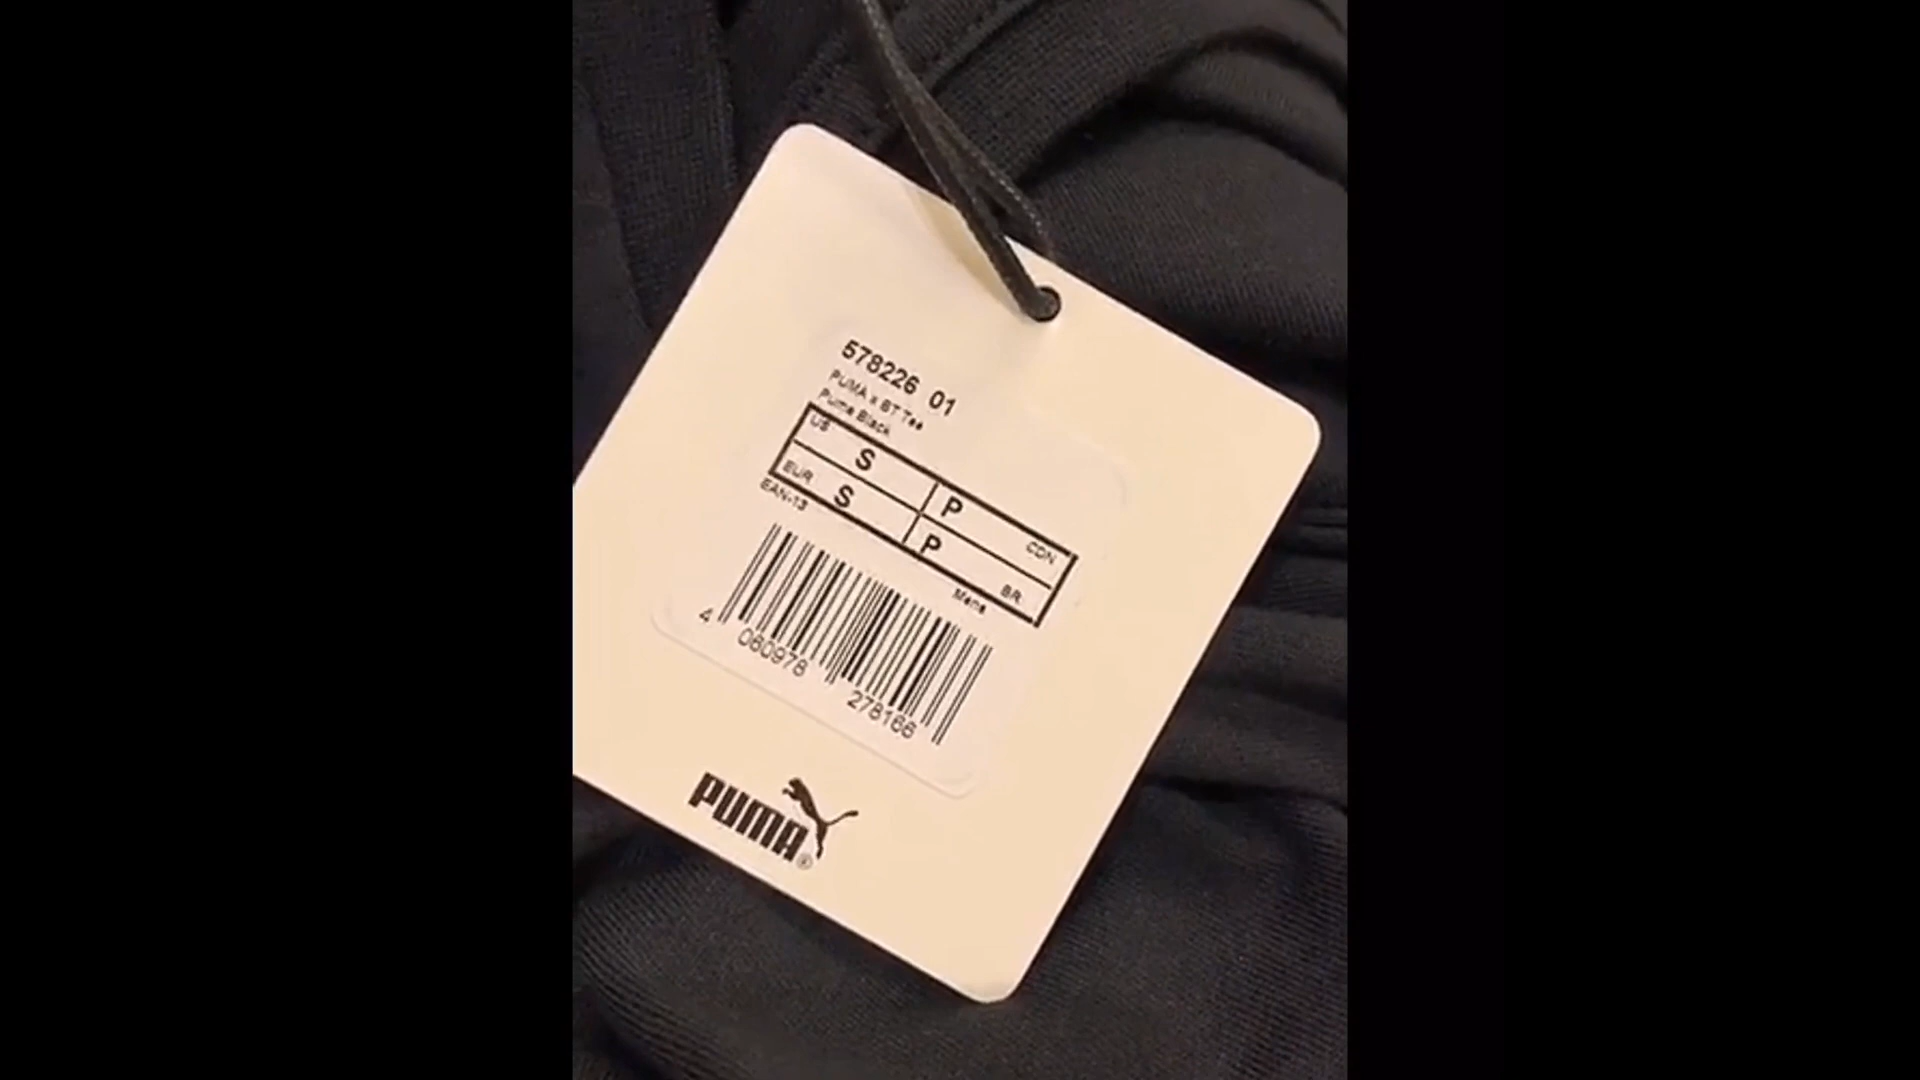 578226 01
PUMA x BT Tee
Puma Black
US S P CDN
EUR S P BR
EAN-13 Mens
4 060978 278166
PUMA®